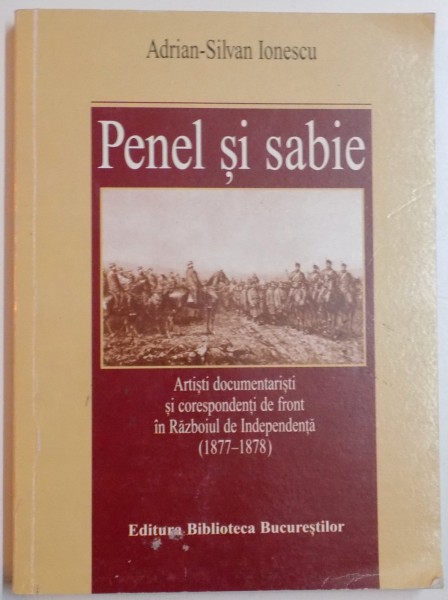 Adrian-Silvan Ionescu
Penel și sabie
Artiști documentariști
și corespondenți de front
în Războiul de Independență
(1877–1878)
Editura Biblioteca Bucureștilor